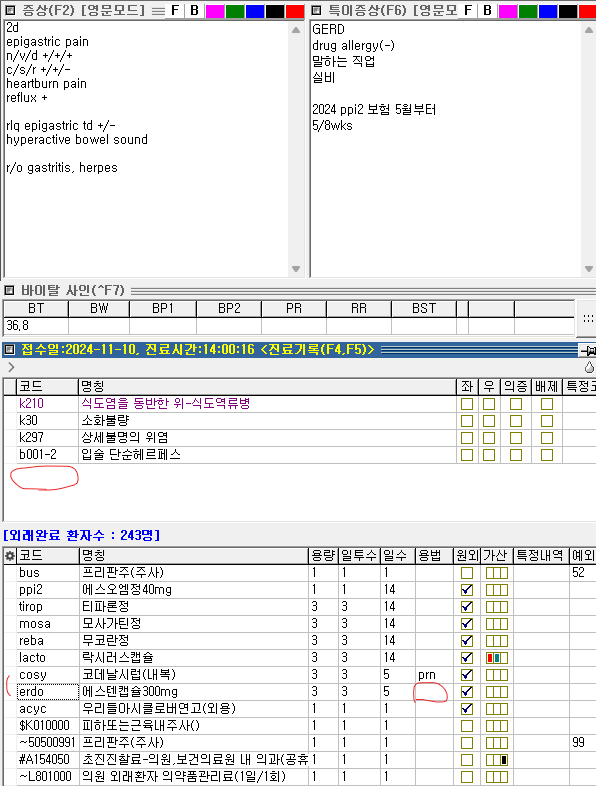 증상(F2) [영문모드] F B
2d
epigastric pain
n/v/d +/+/+
c/s/r +/+/-
heartburn pain
reflux +
rlq epigastric td +/-
hyperactive bowel sound
r/o gastritis, herpes
특이증상(F6) [영문모 F B
GERD
drug allergy(-)
말하는 직업
실비
2024 ppi2 보험 5월부터
5/8wks
바이탈 사인(^F7)
BT BW BP1 BP2 PR RR BST
36,8
접수일:2024-11-10, 진료시간:14:00:16 <진료기록(F4,F5)>
코드 명칭 좌 우 의증 배제 특정코
k210 식도염을 동반한 위-식도역류병
k30 소화불량
k297 상세불명의 위염
b001-2 입술 단순헤르페스
[외래완료 환자수 : 243명]
코드 명칭 용량 일투수 일수 용법 원외 가산 특정내역 예외
bus 프리판주(주사) 1 1 1 52
ppi2 에스오엠정40mg 1 1 14
tirop 티파론정 3 3 14
mosa 모사가틴정 3 3 14
reba 무코란정 3 3 14
lacto 락시러스캡슐 3 3 14
cosy 코데날시럽(내복) 3 3 5 prn
erdo 에스텐캡슐300mg 3 3 5
acyc 우리들아시클로버연고(외용) 1 1 1
$K010000 피하또는근육내주사() 1 1 1
~50500991 프리판주(주사) 1 1 1 99
#A154050 초진진찰료-의원,보건의료원 내 의과(공휴 1 1 1
~L801000 의원 외래환자 의약품관리료(1일/1회) 1 1 1